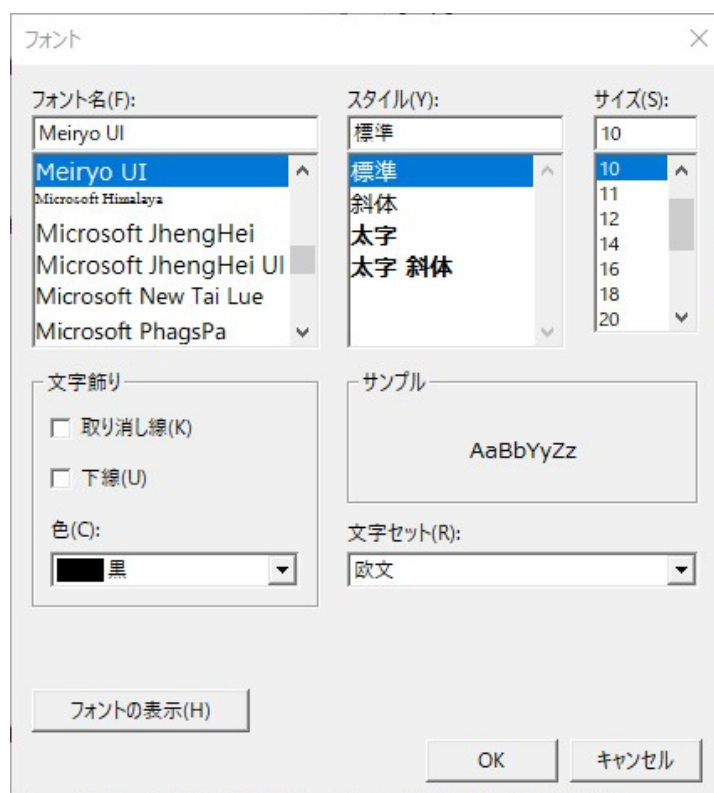 フォント
フォント名(F):
Meiryo UI
Meiryo UI
Microsoft Himalaya
Microsoft JhengHei
Microsoft JhengHei UI
Microsoft New Tai Lue
Microsoft PhagsPa
スタイル(Y):
標準
標準
斜体
太字
太字 斜体
サイズ(S):
10
10
11
12
14
16
18
20
文字飾り
取り消し線(K)
下線(U)
色(C):
黒
サンプル
AaBbYyZz
文字セット(R):
欧文
フォントの表示(H)
OK
キャンセル